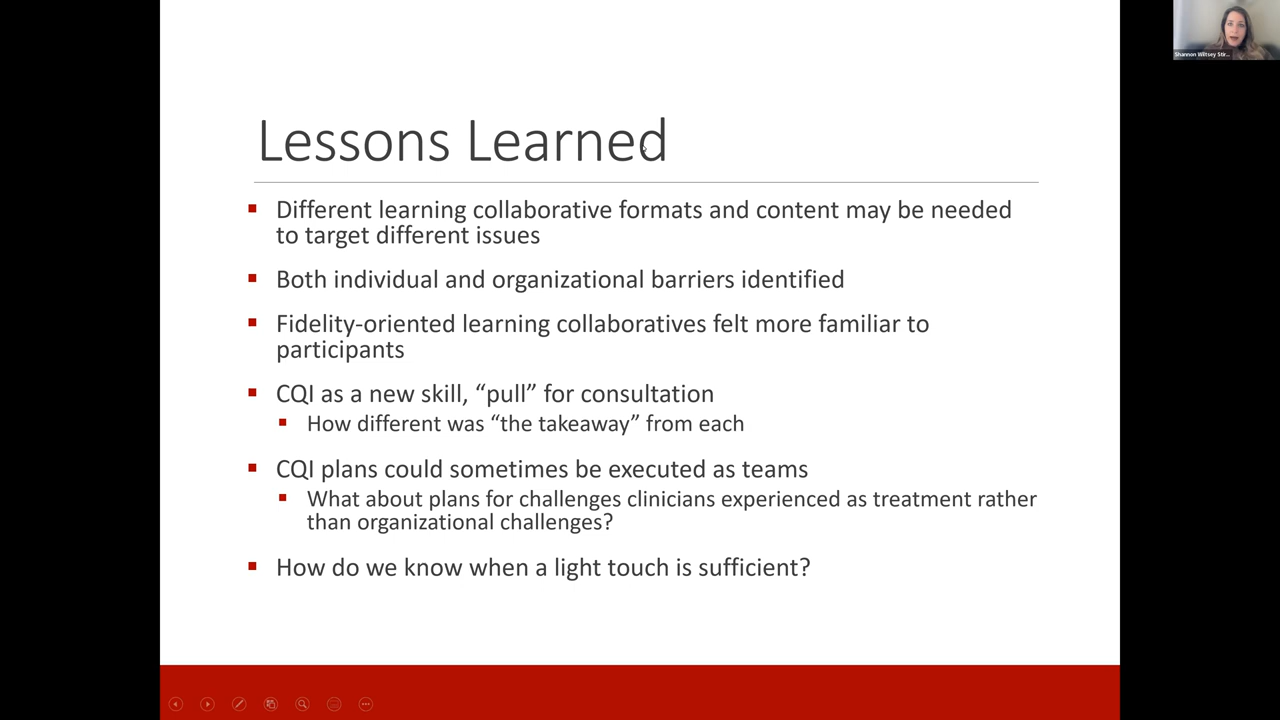 Shannon Wiltsey Stir...
Lessons Learned
Different learning collaborative formats and content may be needed
to target different issues
Both individual and organizational barriers identified
Fidelity-oriented learning collaboratives felt more familiar to
participants
CQI as a new skill, “pull” for consultation
How different was “the takeaway” from each
CQI plans could sometimes be executed as teams
What about plans for challenges clinicians experienced as treatment rather
than organizational challenges?
How do we know when a light touch is sufficient?